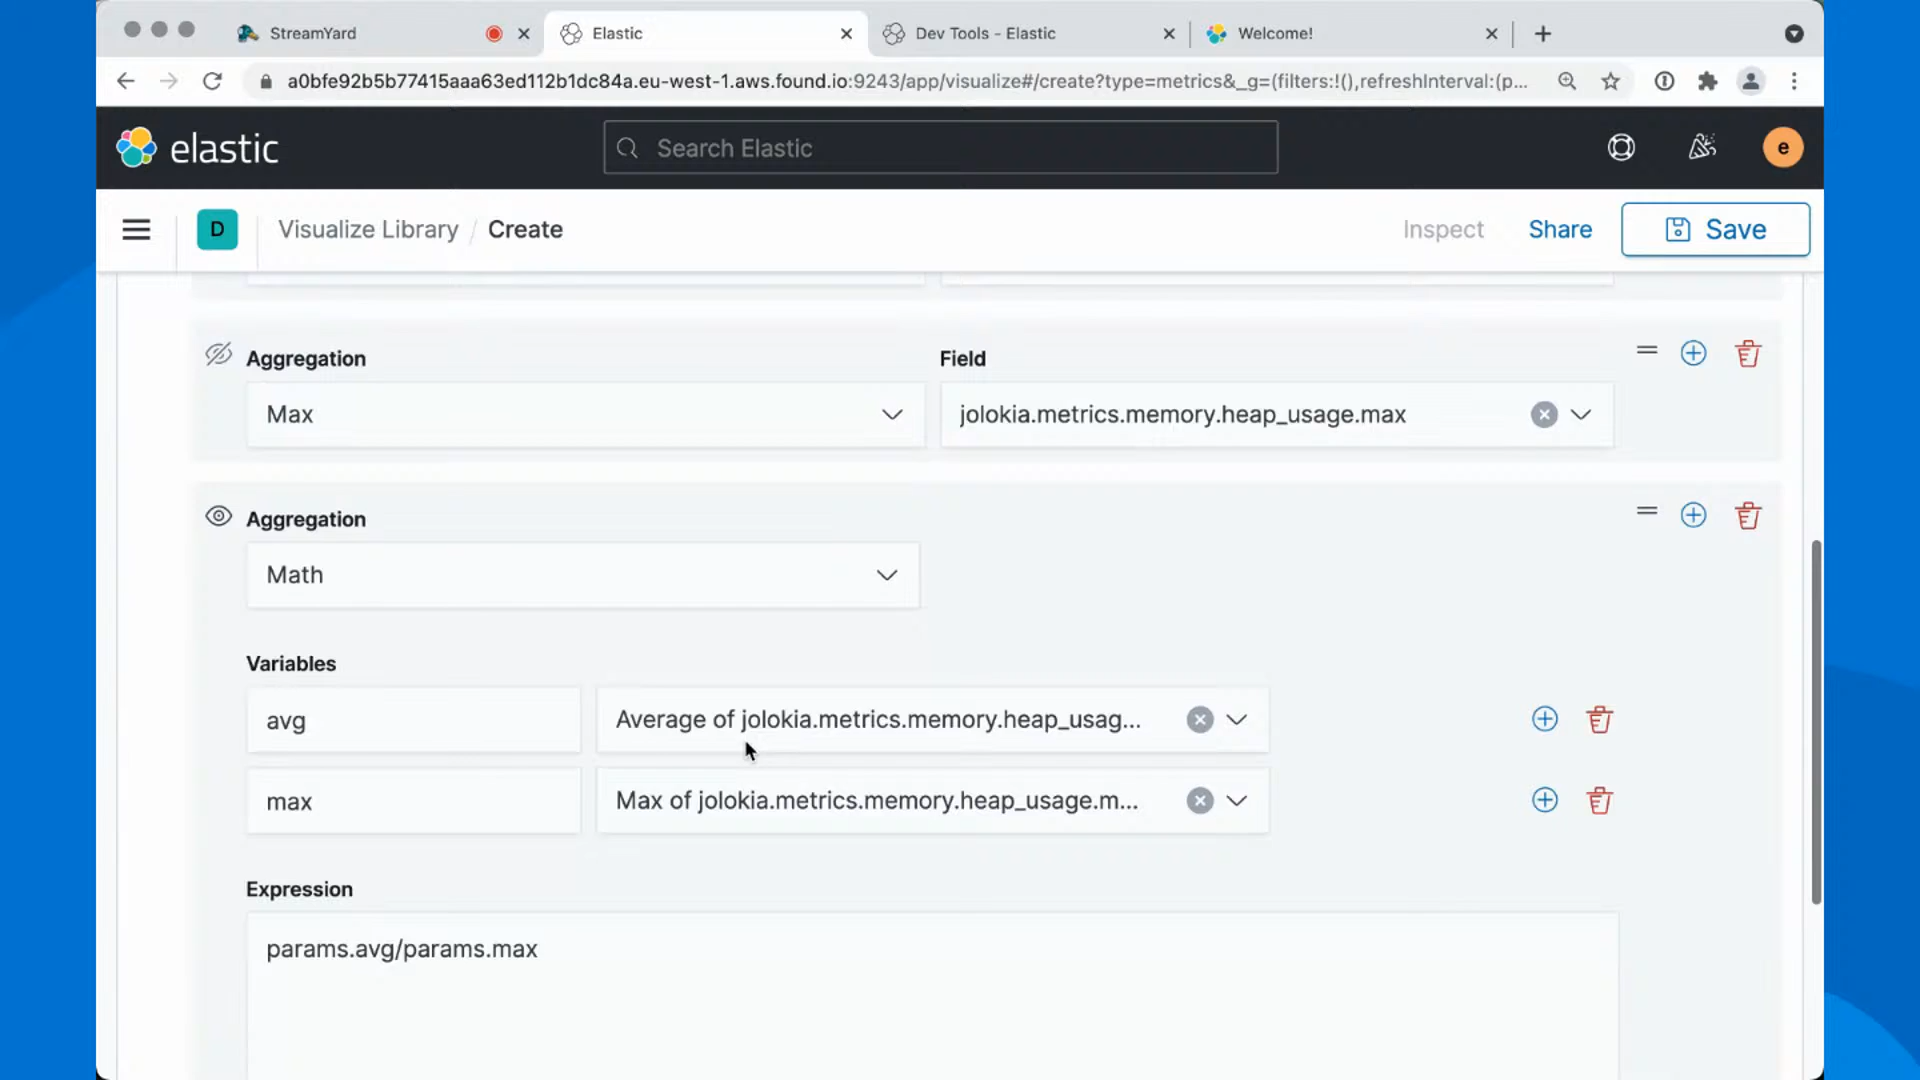 StreamYard
Elastic
Dev Tools - Elastic
Welcome!
a0bfe92b5b77415aaa63ed112b1dc84a.eu-west-1.aws.found.io:9243/app/visualize#/create?type=metrics&_g=(filters:!(),refreshInterval:(p...
elastic
Search Elastic
e
D
Visualize Library / Create
Inspect
Share
Save
Aggregation
Field
Max
jolokia.metrics.memory.heap_usage.max
Aggregation
Math
Variables
avg
Average of jolokia.metrics.memory.heap_usag...
max
Max of jolokia.metrics.memory.heap_usage.m...
Expression
params.avg/params.max